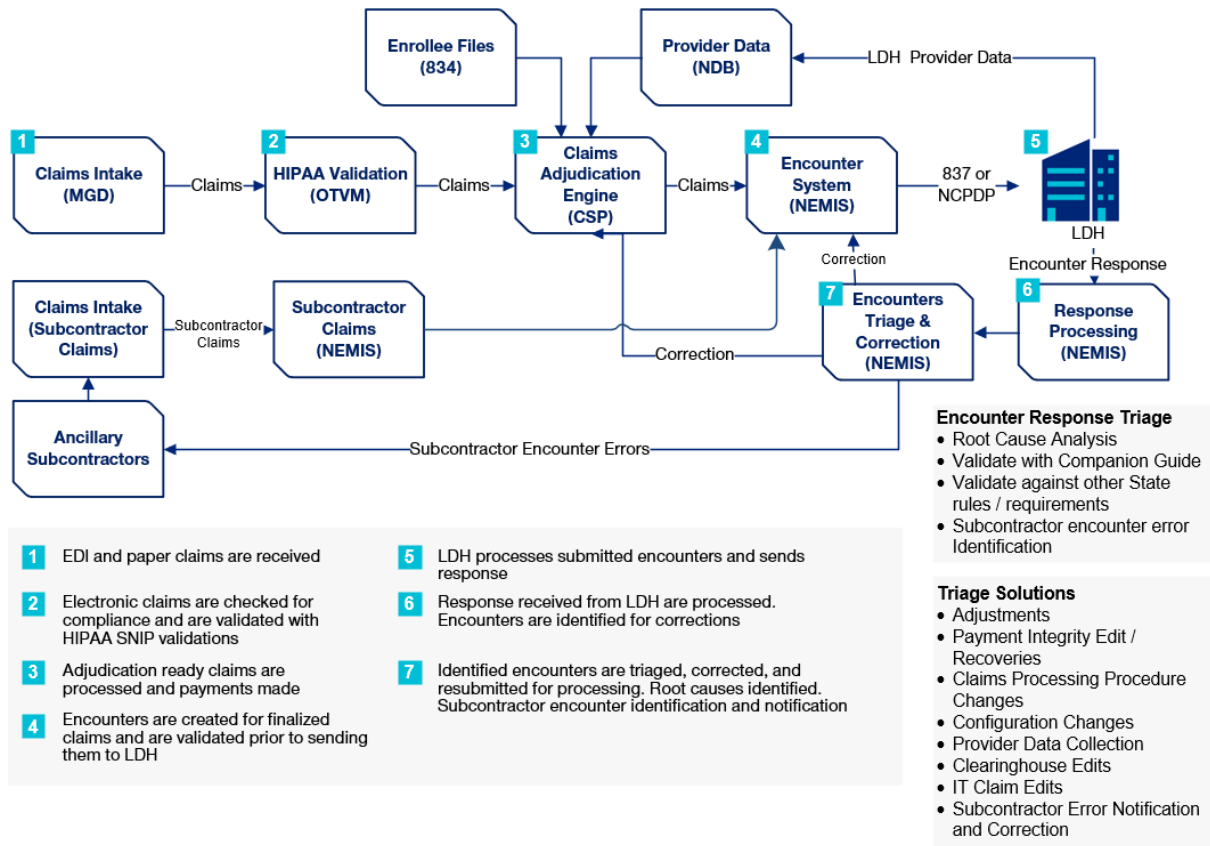 Enrollee Files
(834)
Provider Data
(NDB)
LDH Provider Data
1
Claims Intake
(MGD)
Claims
2
HIPAA Validation
(OTVM)
Claims
3
Claims
Adjudication
Engine
(CSP)
Claims
4
Encounter
System
(NEMIS)
837 or
NCPDP
5
LDH
Encounter Response
Claims Intake
(Subcontractor
Claims)
Subcontractor
Claims
Subcontractor
Claims
(NEMIS)
Correction
Correction
7
Encounters
Triage &
Correction
(NEMIS)
6
Response
Processing
(NEMIS)
Ancillary
Subcontractors
Subcontractor Encounter Errors
Encounter Response Triage
• Root Cause Analysis
• Validate with Companion Guide
• Validate against other State
rules / requirements
• Subcontractor encounter error
Identification
1
EDI and paper claims are received
2
Electronic claims are checked for
compliance and are validated with
HIPAA SNIP validations
3
Adjudication ready claims are
processed and payments made
4
Encounters are created for finalized
claims and are validated prior to sending
them to LDH
5
LDH processes submitted encounters and sends
response
6
Response received from LDH are processed.
Encounters are identified for corrections
7
Identified encounters are triaged, corrected, and
resubmitted for processing. Root causes identified.
Subcontractor encounter identification and notification
Triage Solutions
• Adjustments
• Payment Integrity Edit /
Recoveries
• Claims Processing Procedure
Changes
• Configuration Changes
• Provider Data Collection
• Clearinghouse Edits
• IT Claim Edits
• Subcontractor Error Notification
and Correction